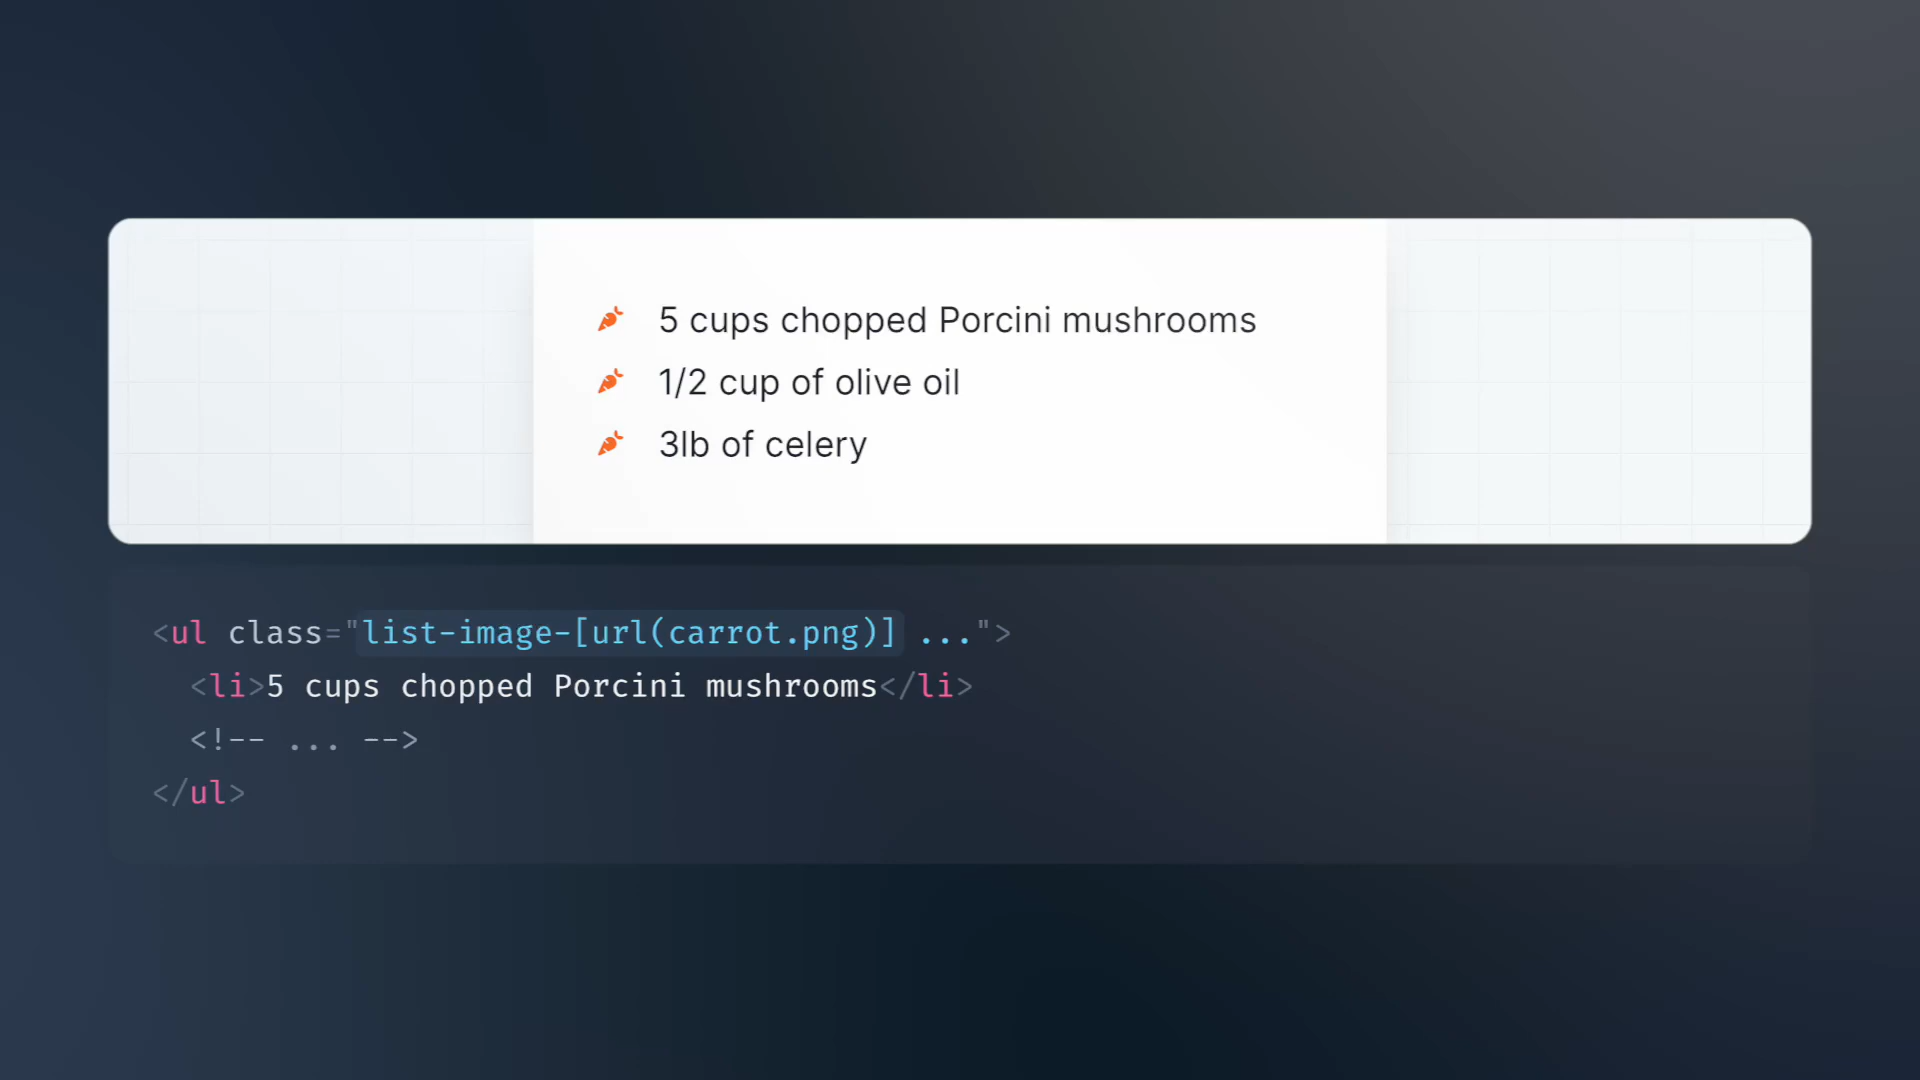 5 cups chopped Porcini mushrooms
1/2 cup of olive oil
3lb of celery
<ul class="list-image-[url(carrot.png)] ...">
<li>5 cups chopped Porcini mushrooms</li>
<!-- ... -->
</ul>